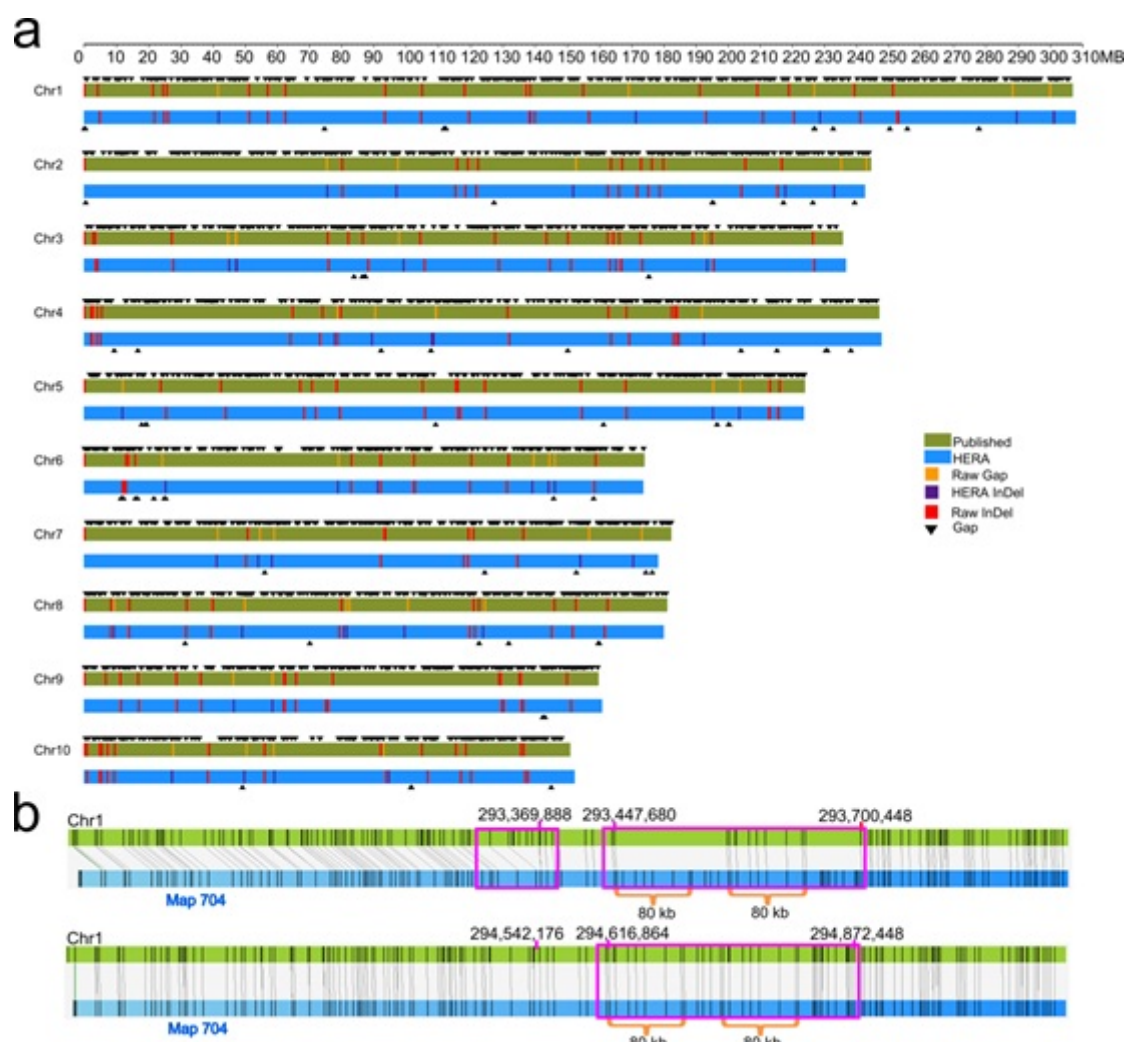 a
0 10 20 30 40 50 60 70 80 90 100 110 120 130 140 150 160 170 180 190 200 210 220 230 240 250 260 270 280 290 300 310MB
Chr1
Chr2
Chr3
Chr4
Chr5
Chr6
Chr7
Chr8
Chr9
Chr10
Published
HERA
Raw Gap
HERA InDel
Raw InDel
Gap
b
Chr1 293,369,888 293,447,680 293,700,448
Map 704
80 kb 80 kb
Chr1 294,542,176 294,616,864 294,872,448
Map 704
80 kb 80 kb